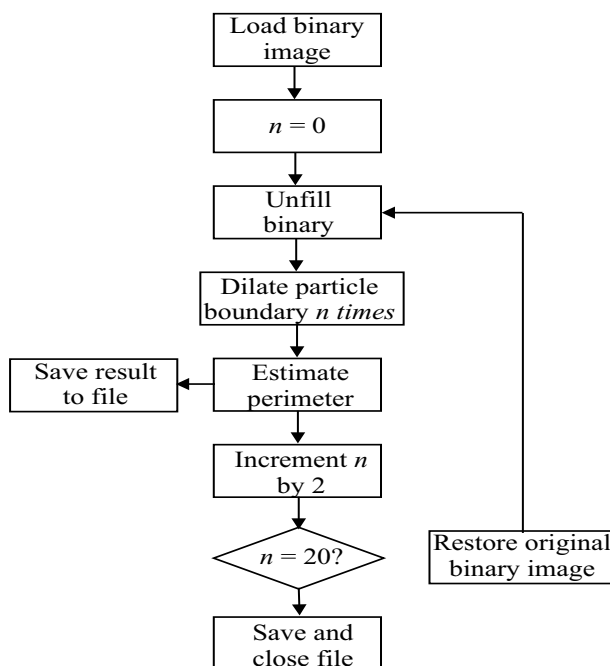 Load binary
image
n = 0
Unfill
binary
Dilate particle
boundary n times
Save result
to file
Estimate
perimeter
Increment n
by 2
n = 20?
Restore original
binary image
Save and
close file